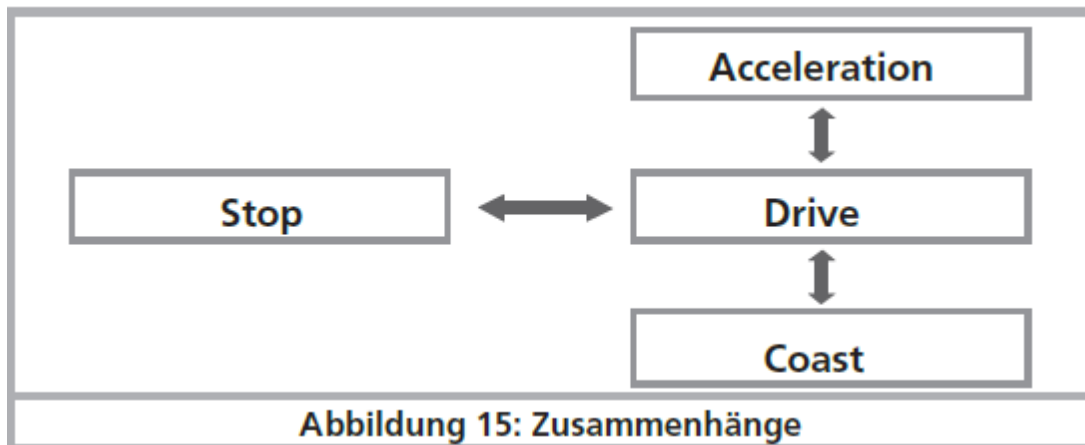 Acceleration
Stop
Drive
Coast
Abbildung 15: Zusammenhänge